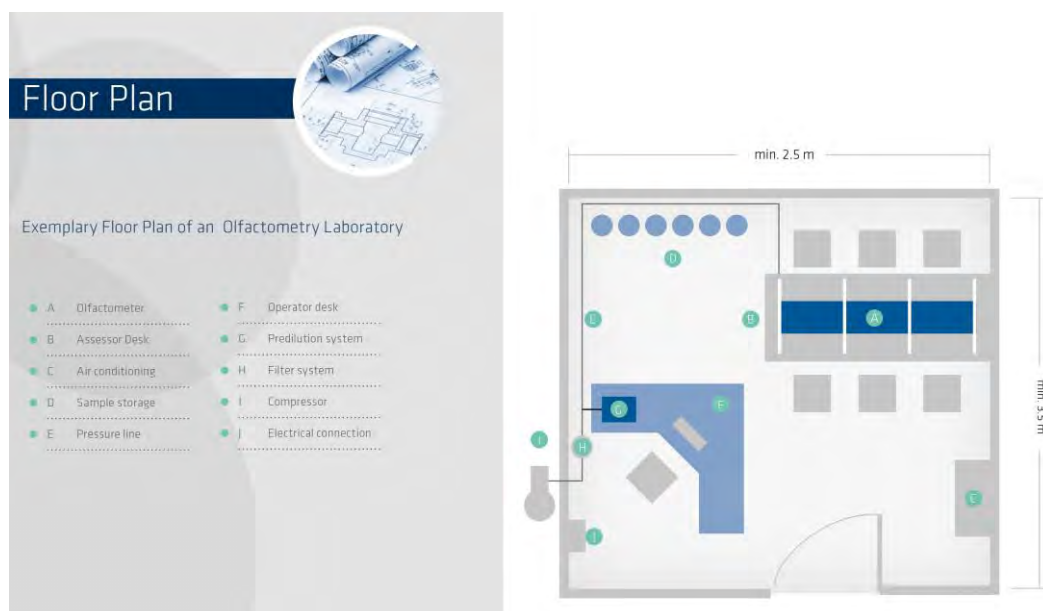 Floor Plan
Exemplary Floor Plan of an Olfactometry Laboratory
A Olfactometer
B Assessor Desk
C Air conditioning
D Sample storage
E Pressure line
F Operator desk
G Predilution system
H Filter system
I Compressor
J Electrical connection
min. 2.5 m
D
E
B
A
min. 3.5 m
G
F
I
H
C
J